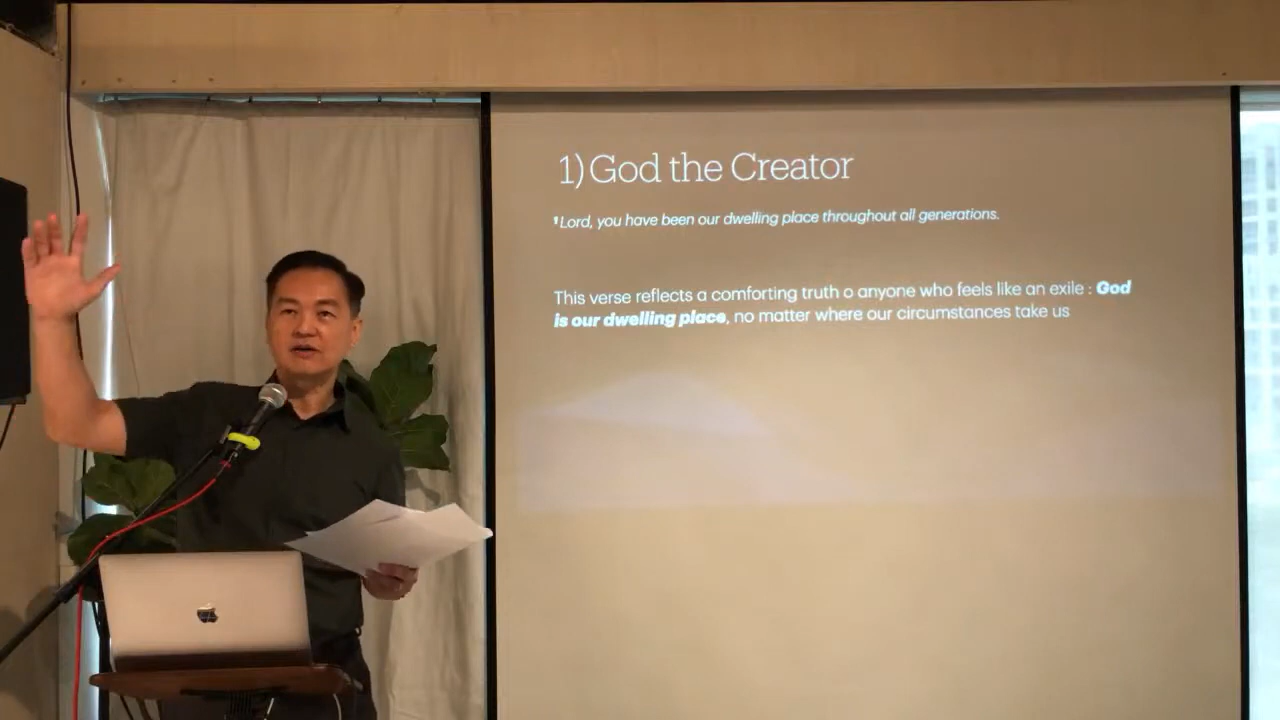 1) God the Creator
¹ Lord, you have been our dwelling place throughout all generations.
This verse reflects a comforting truth o anyone who feels like an exile : God
is our dwelling place, no matter where our circumstances take us